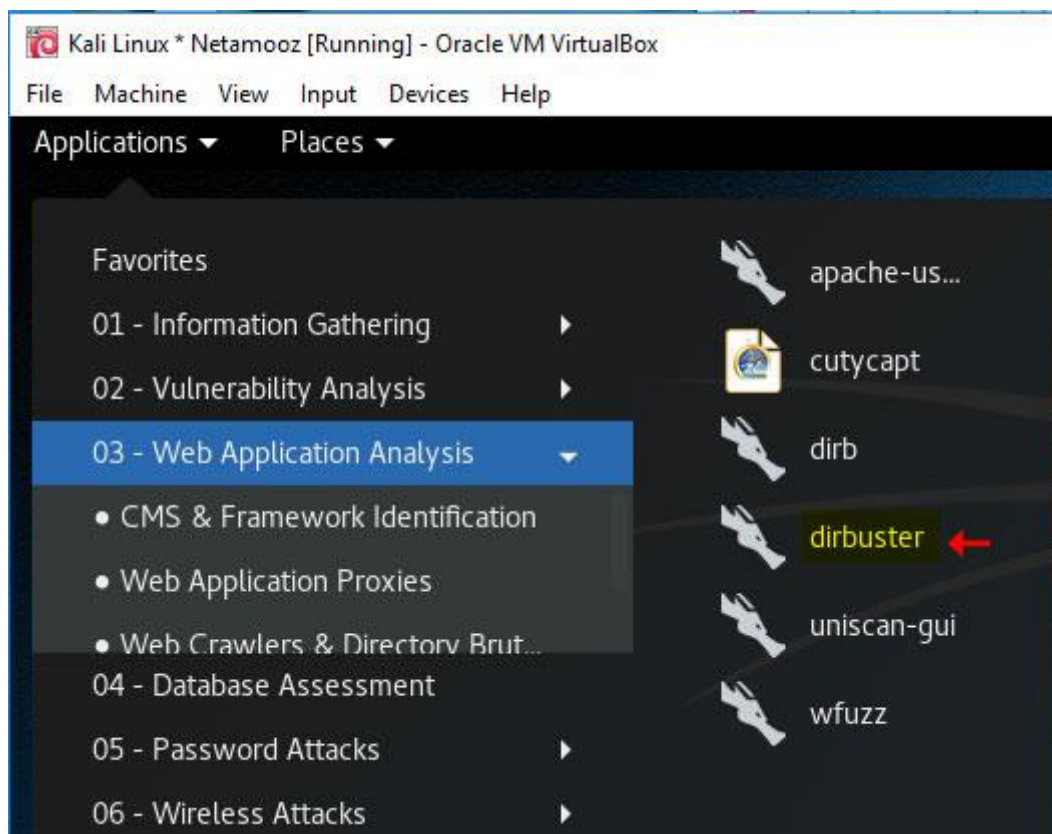 Kali Linux * Netamooz [Running] - Oracle VM VirtualBox
File Machine View Input Devices Help
Applications Places
Favorites
01 - Information Gathering
02 - Vulnerability Analysis
03 - Web Application Analysis
• CMS & Framework Identification
• Web Application Proxies
• Web Crawlers & Directory Brut...
04 - Database Assessment
05 - Password Attacks
06 - Wireless Attacks
apache-us...
cutycapt
dirb
dirbuster
uniscan-gui
wfuzz